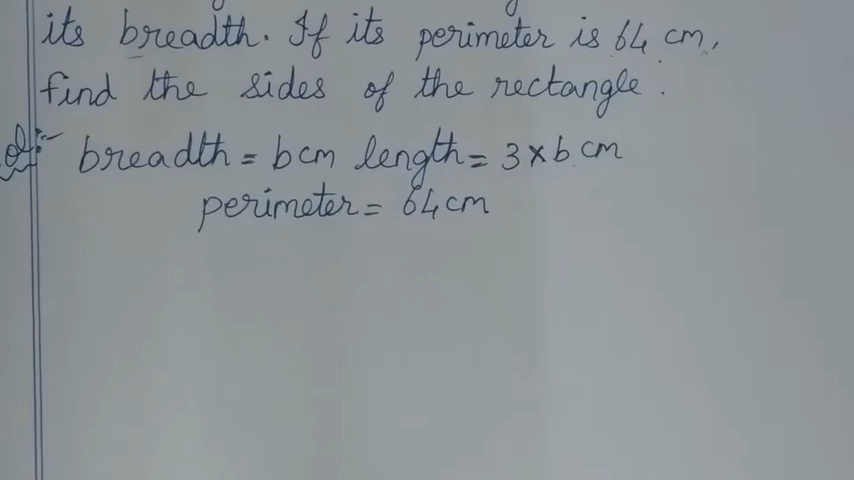 its breadth. If its perimeter is 64 cm,
find the sides of the rectangle.
breadth = b cm length = 3 × b cm
perimeter = 64 cm